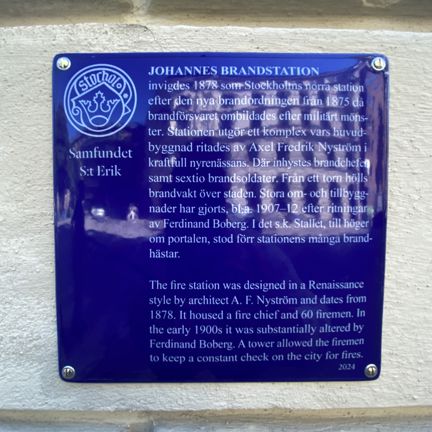 Stockholm
Samfundet
S:t Erik
JOHANNES BRANDSTATION
invigdes 1878 som Stockholms norra station
efter den nya brandordningen från 1875 då
brandförsvaret ombildades efter militärt möns-
ter. Stationen utgör ett komplex vars huvud-
byggnad ritades av Axel Fredrik Nyström i
kraftfull nyrenässans. Där inhystes brandchefen
samt sextio brandsoldater. Från ett torn hölls
brandvakt över staden. Stora om- och tillbygg-
nader har gjorts, bl.a. 1907–12 efter ritningar
av Ferdinand Boberg. I det s.k. Stallet, till höger
om portalen, stod förr stationens många brand-
hästar.
The fire station was designed in a Renaissance
style by architect A. F. Nyström and dates from
1878. It housed a fire chief and 60 firemen. In
the early 1900s it was substantially altered by
Ferdinand Boberg. A tower allowed the firemen
to keep a constant check on the city for fires.
2024